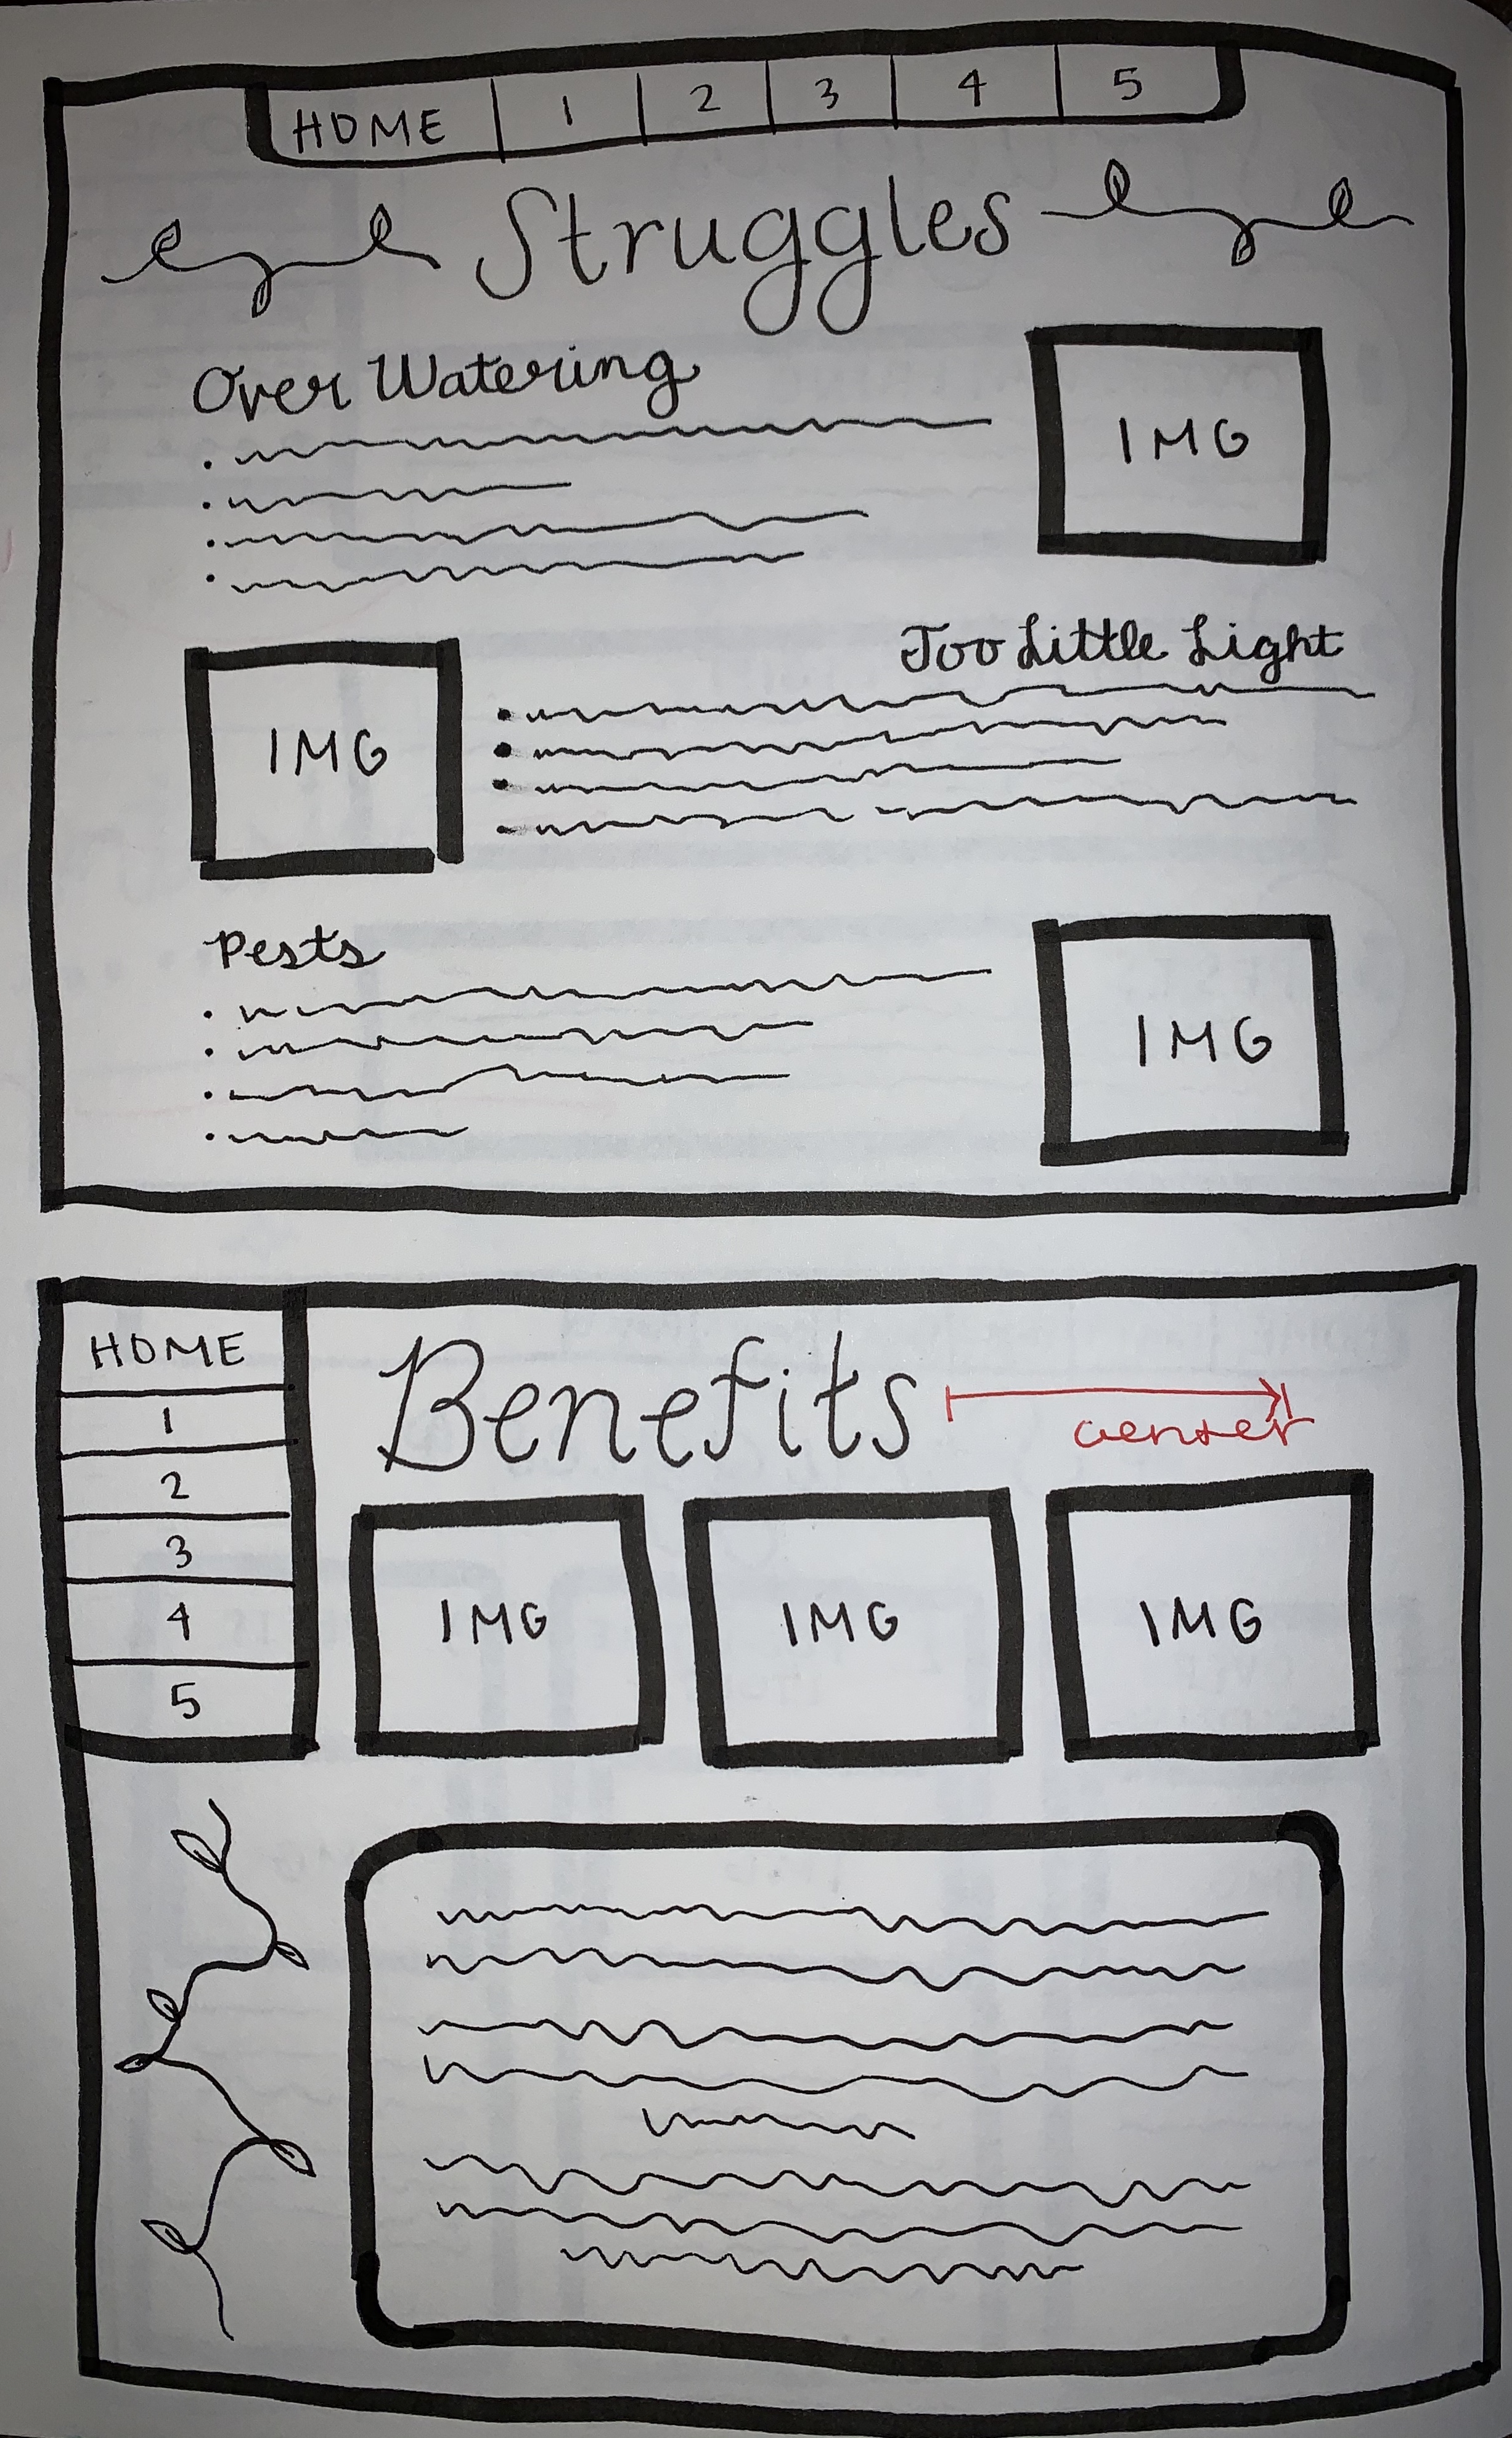 HOME 1 2 3 4 5
Struggles
Over Watering
IMG
Too Little Light
IMG
Pests
IMG
HOME
1
2
3
4
5
Benefits
center
IMG IMG IMG